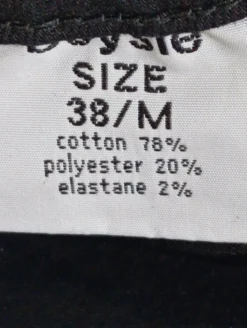 SIZE
38/M
cotton 78%
polyester 20%
elastane 2%